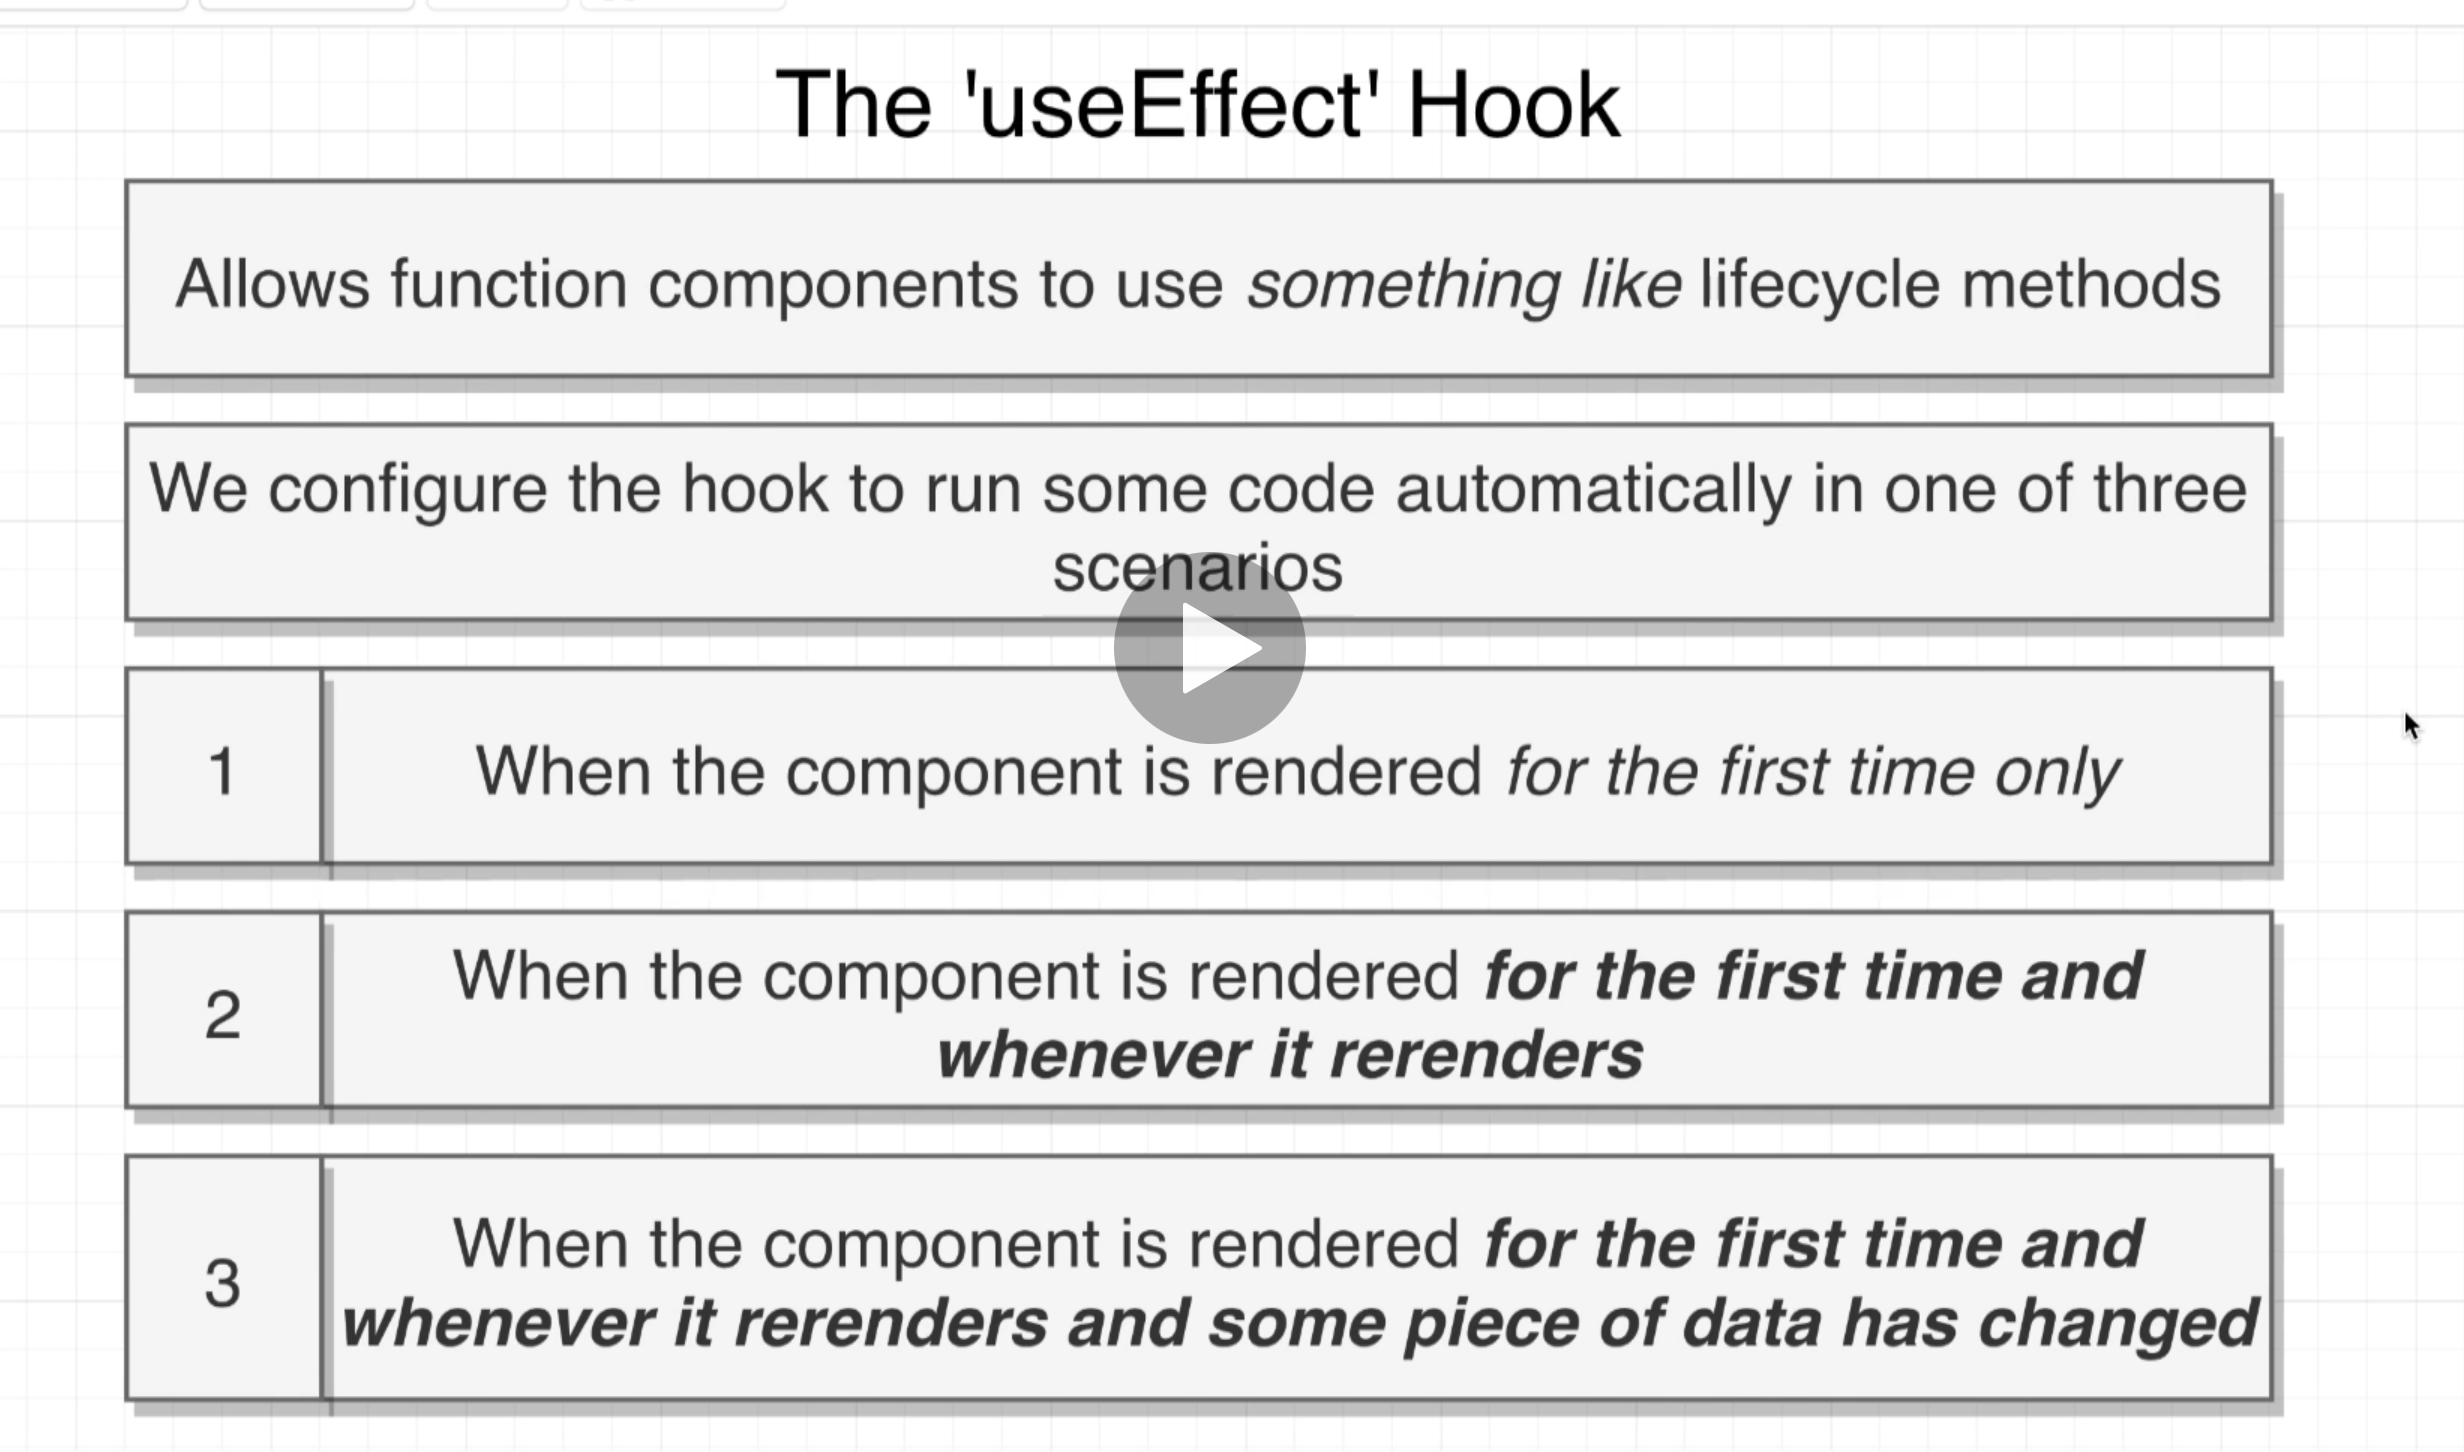 The 'useEffect' Hook
Allows function components to use something like lifecycle methods
We configure the hook to run some code automatically in one of three
scenarios
1
When the component is rendered for the first time only
2
When the component is rendered for the first time and
whenever it rerenders
3
When the component is rendered for the first time and
whenever it rerenders and some piece of data has changed